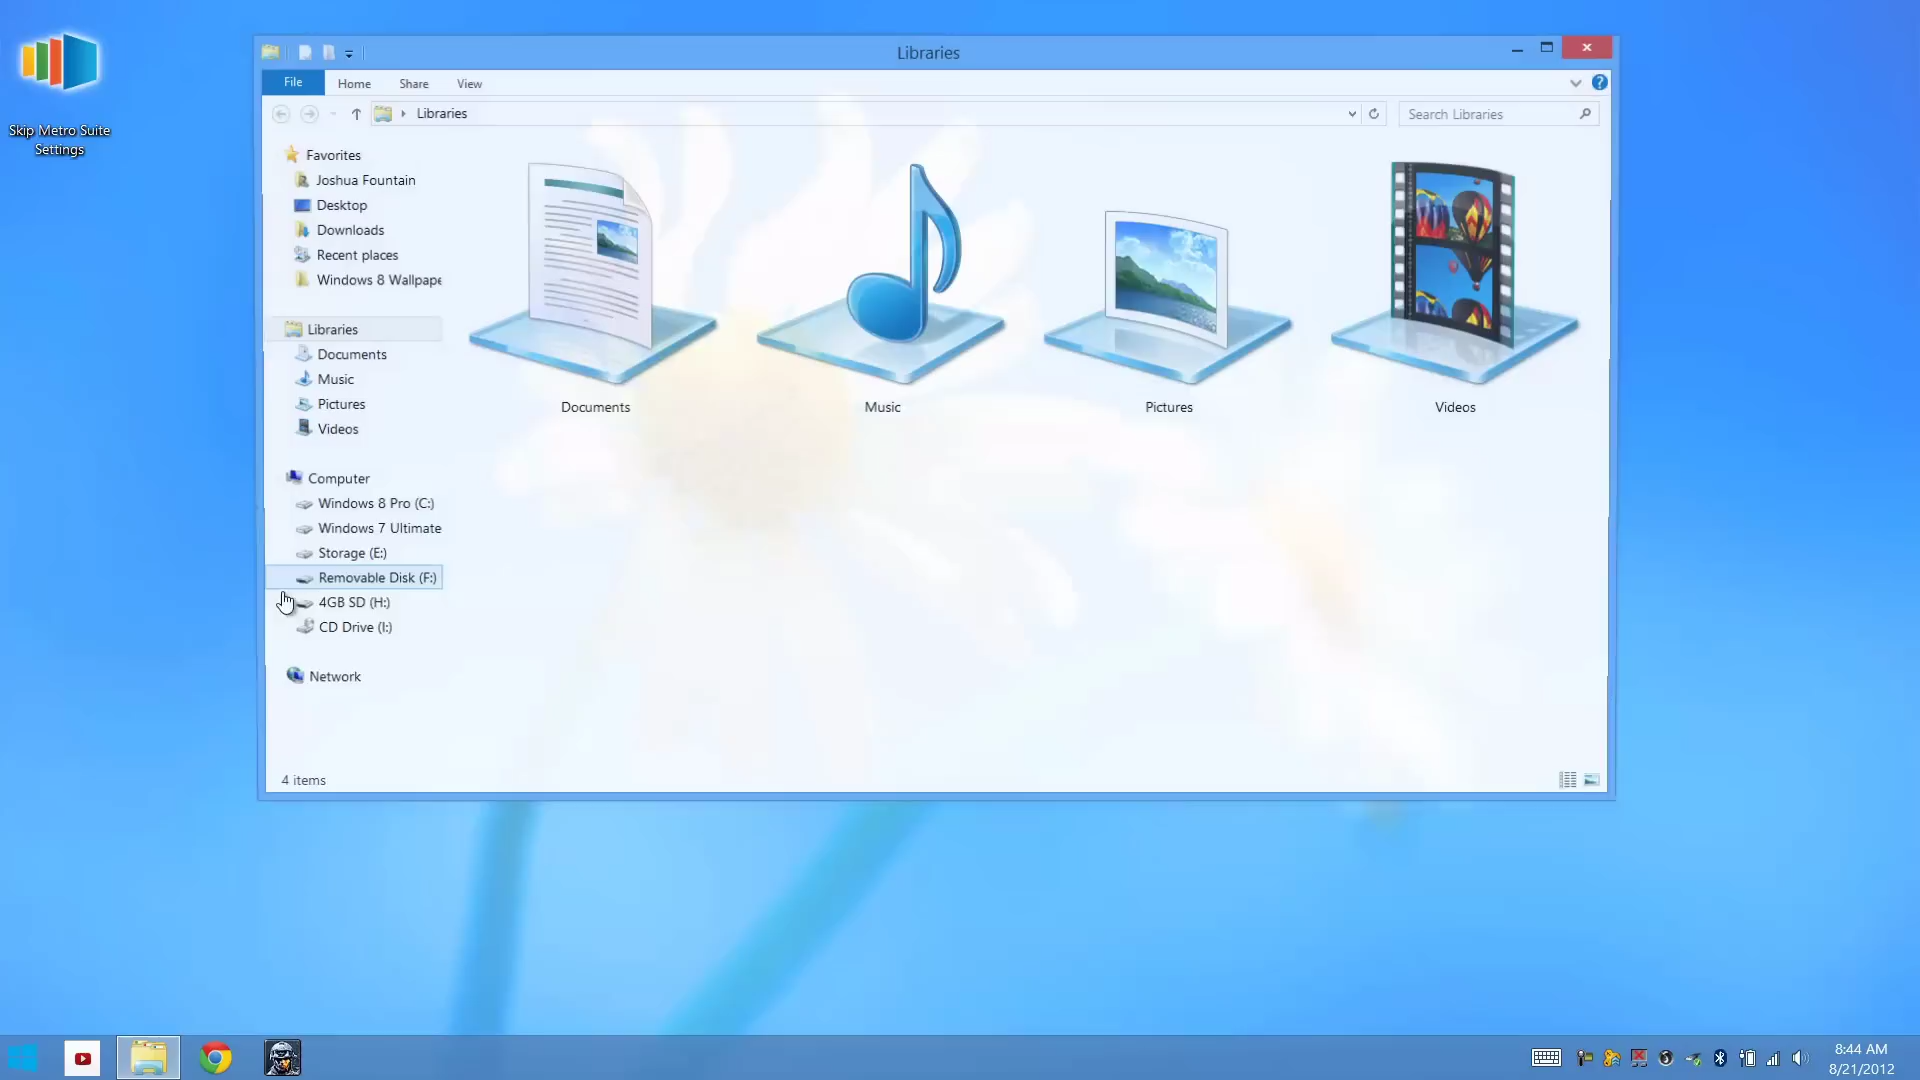 Skip Metro Suite
Settings
Libraries
File
Home
Share
View
Libraries
Search Libraries
Favorites
Joshua Fountain
Desktop
Downloads
Recent places
Windows 8 Wallpape
Libraries
Documents
Music
Pictures
Videos
Computer
Windows 8 Pro (C:)
Windows 7 Ultimate
Storage (E:)
Removable Disk (F:)
4GB SD (H:)
CD Drive (I:)
Network
Documents
Music
Pictures
Videos
4 items
8:44 AM
8/21/2012